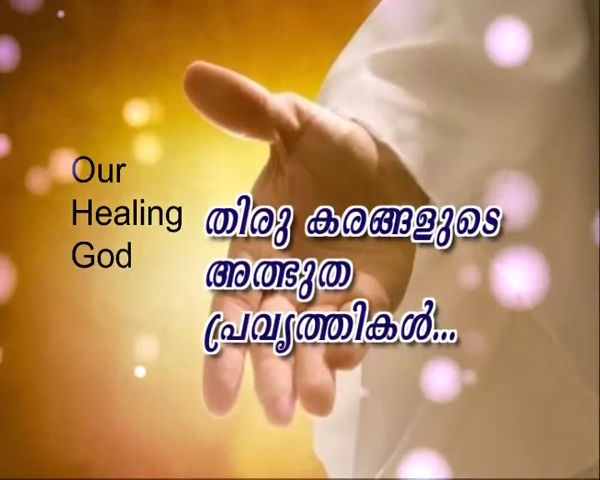 Our
Healing
God
തിരു കരങ്ങളുടെ
അത്ഭുത
പ്രവൃത്തികൾ...